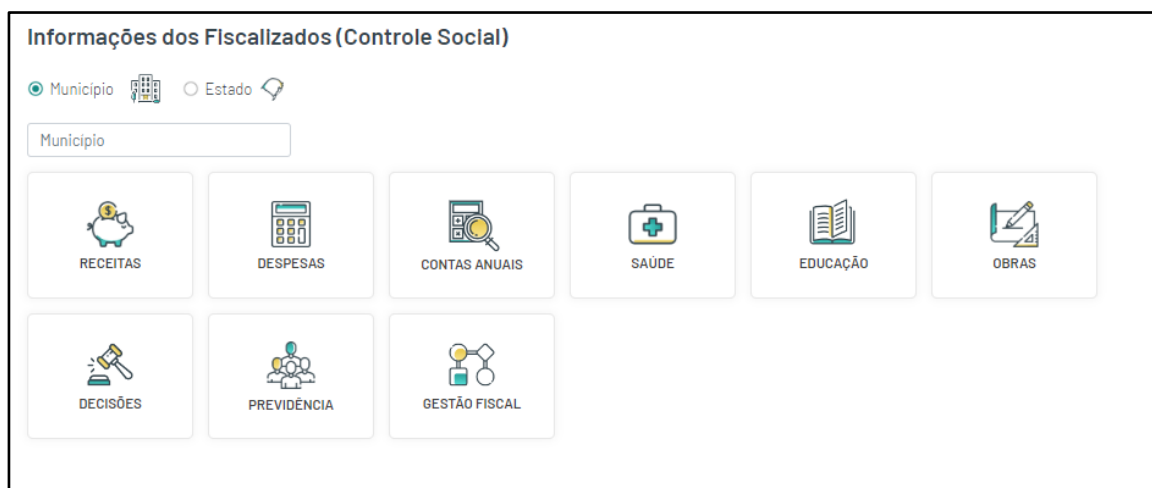 Informações dos Fiscalizados (Controle Social)
Município Estado
Município
RECEITAS DESPESAS CONTAS ANUAIS SAÚDE EDUCAÇÃO OBRAS
DECISÕES PREVIDÊNCIA GESTÃO FISCAL